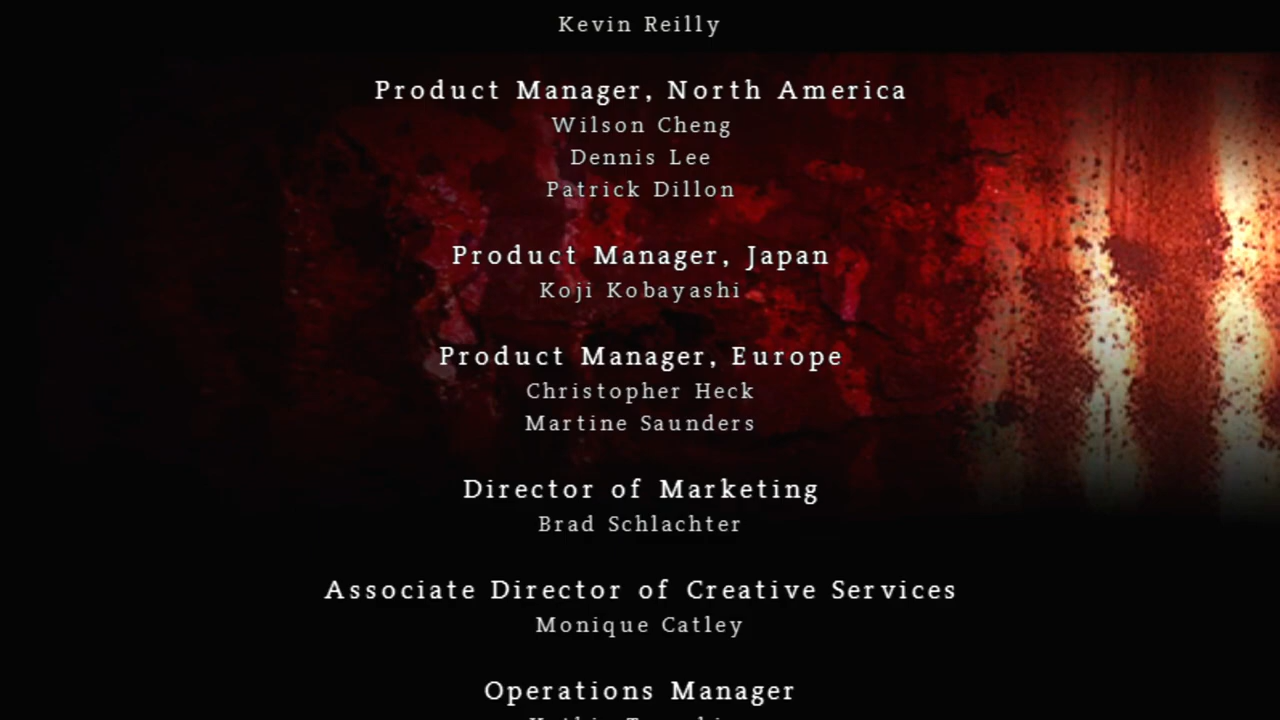 Kevin Reilly
Product Manager, North America
Wilson Cheng
Dennis Lee
Patrick Dillon
Product Manager, Japan
Koji Kobayashi
Product Manager, Europe
Christopher Heck
Martine Saunders
Director of Marketing
Brad Schlachter
Associate Director of Creative Services
Monique Catley
Operations Manager